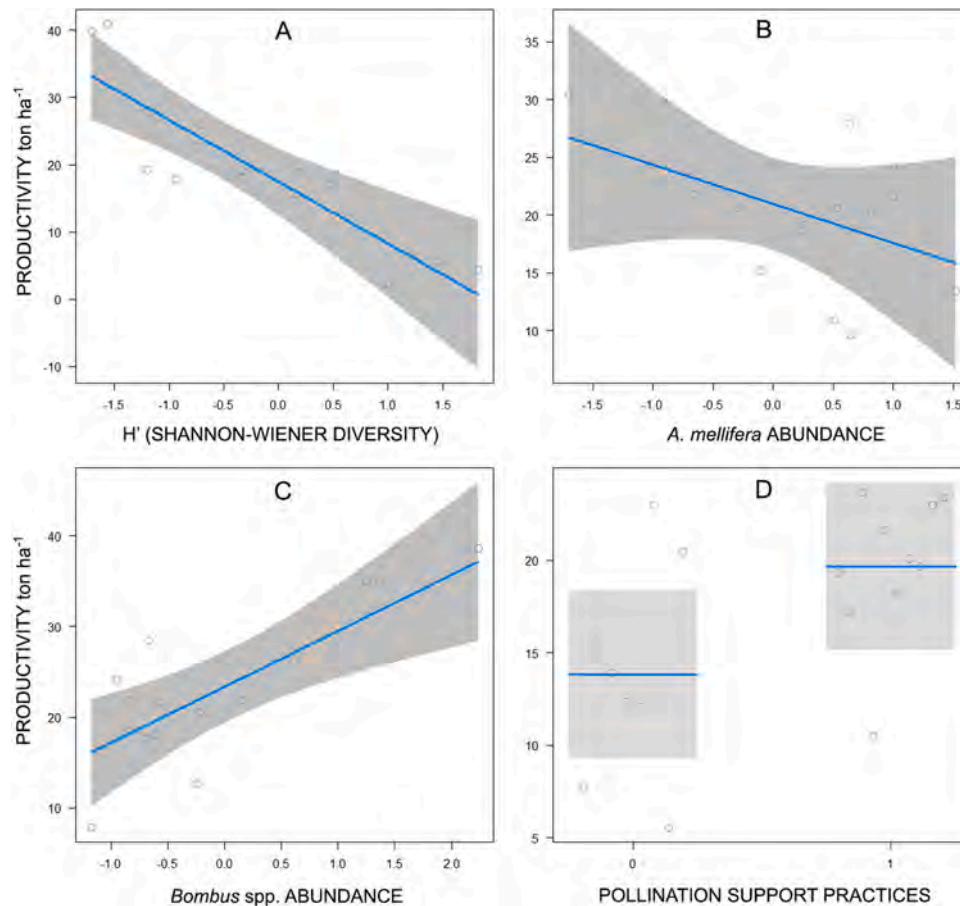 A
PRODUCTIVITY ton ha⁻¹
40
30
20
10
0
-10
-1.5 -1.0 -0.5 0.0 0.5 1.0 1.5
H' (SHANNON-WIENER DIVERSITY)
B
35
30
25
20
15
10
-1.5 -1.0 -0.5 0.0 0.5 1.0 1.5
A. mellifera ABUNDANCE
C
PRODUCTIVITY ton ha⁻¹
40
30
20
10
-1.0 -0.5 0.0 0.5 1.0 1.5 2.0
Bombus spp. ABUNDANCE
D
20
15
10
5
0 1
POLLINATION SUPPORT PRACTICES